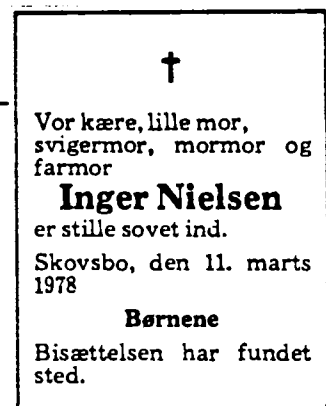 Vor kære, lille mor,
svigermor, mormor og
farmor
Inger Nielsen
er stille sovet ind.
Skovsbo, den 11. marts
1978
Børnene
Bisættelsen har fundet
sted.